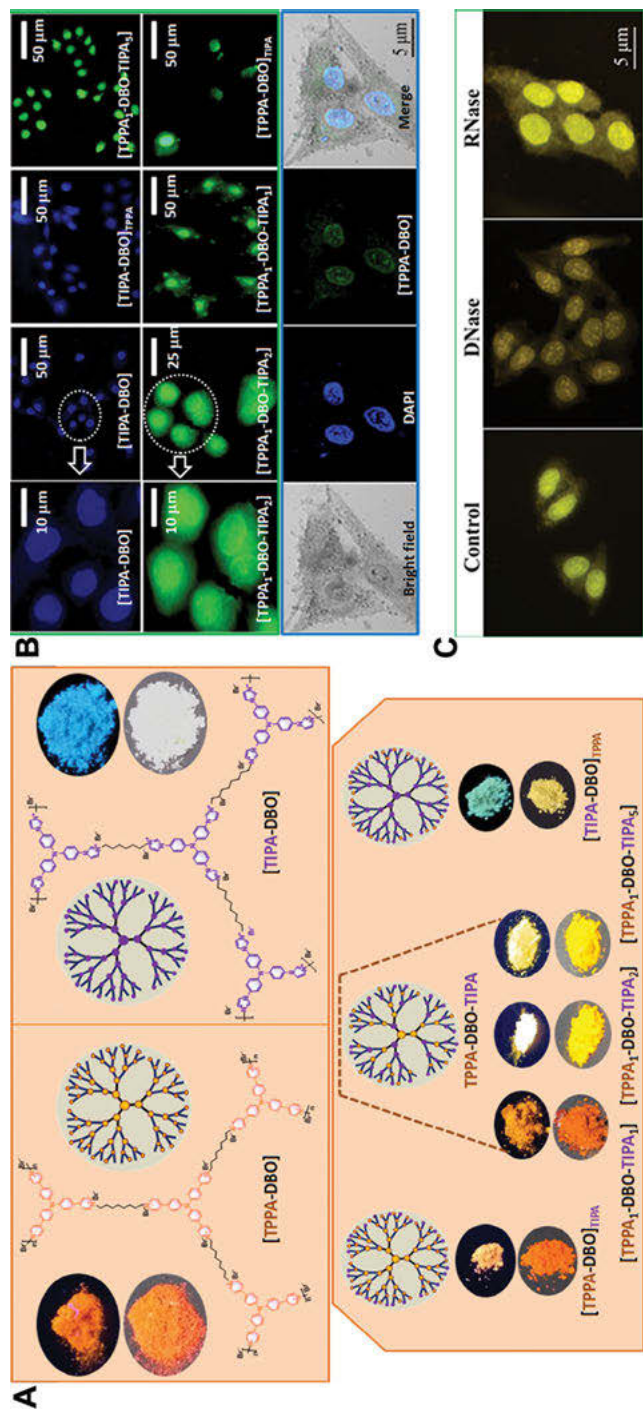 A
[TPPA-DBO]
[TIPA-DBO]
[TPPA-DBO]TIPA
TPPA-DBO-TIPA
[TPPA1-DBO-TIPA1]
[TPPA1-DBO-TIPA2]
[TPPA1-DBO-TIPA5]
[TIPA-DBO]TPPA
B
10 µm
[TIPA-DBO]
50 µm
[TIPA-DBO]
50 µm
[TIPA-DBO]TPPA
50 µm
[TPPA1-DBO-TIPA5]
10 µm
[TPPA1-DBO-TIPA2]
25 µm
[TPPA1-DBO-TIPA2]
50 µm
[TPPA1-DBO-TIPA1]
50 µm
[TPPA-DBO]TIPA
Bright field
DAPI
[TPPA-DBO]
Merge
5 µm
C
Control
DNase
RNase
5 µm